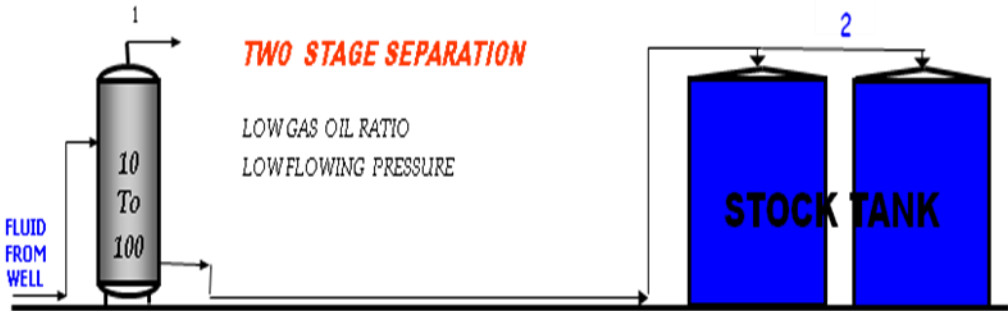 1
TWO STAGE SEPARATION
2
LOW GAS OIL RATIO
LOW FLOWING PRESSURE
10
To
100
FLUID
FROM
WELL
STOCK TANK